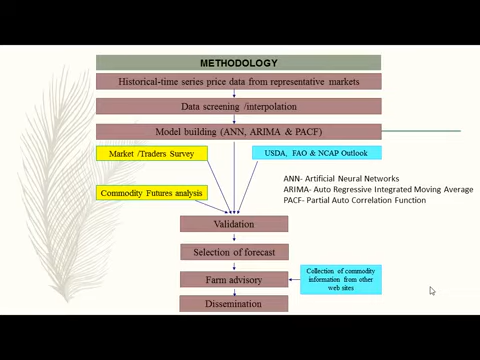 METHODOLOGY
Historical-time series price data from representative markets
Data screening /interpolation
Model building (ANN, ARIMA & PACF)
Market /Traders Survey
USDA, FAO & NCAP Outlook
ANN- Artificial Neural Networks
ARIMA- Auto Regressive Integrated Moving Average
PACF- Partial Auto Correlation Function
Commodity Futures analysis
Validation
Selection of forecast
Farm advisory
Collection of commodity
information from other
web sites
Dissemination